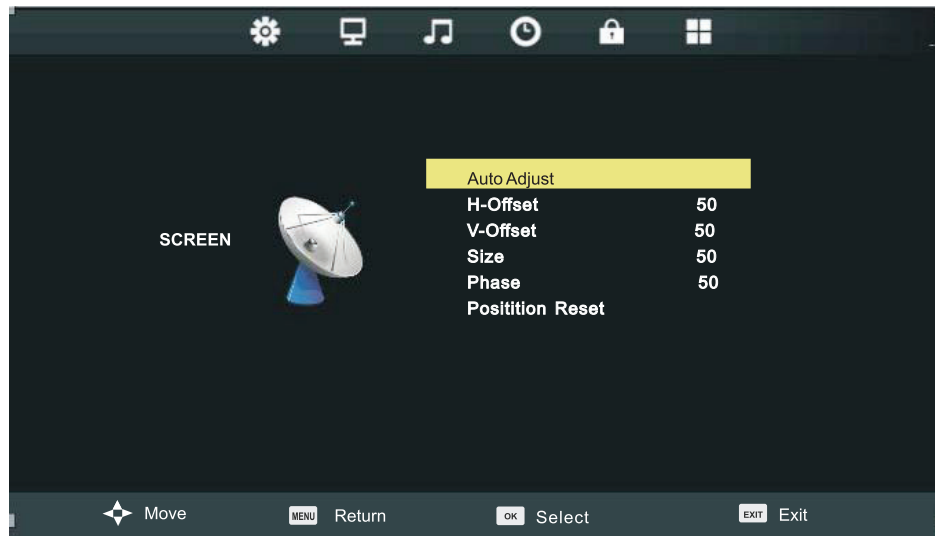 Auto Adjust
H-Offset 50
V-Offset 50
SCREEN
Size 50
Phase 50
Positition Reset
Move MENU Return OK Select EXIT Exit